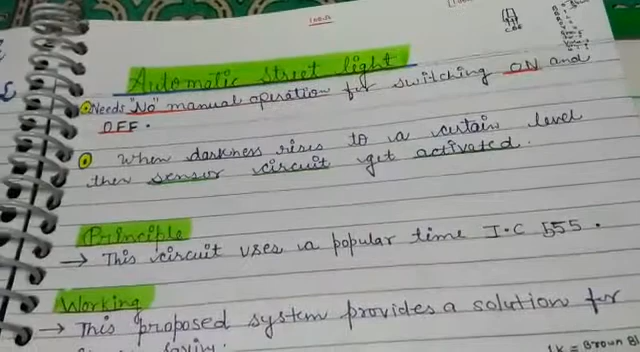 100Ω
Automatic street light
Needs "No" manual operation for switching ON and
OFF.
When darkness rises to a certain level
then sensor circuit get activated.
Principle
→ This circuit uses a popular time I.C 555.
Working
→ This proposed system provides a solution for
saving.
1K = Brown B